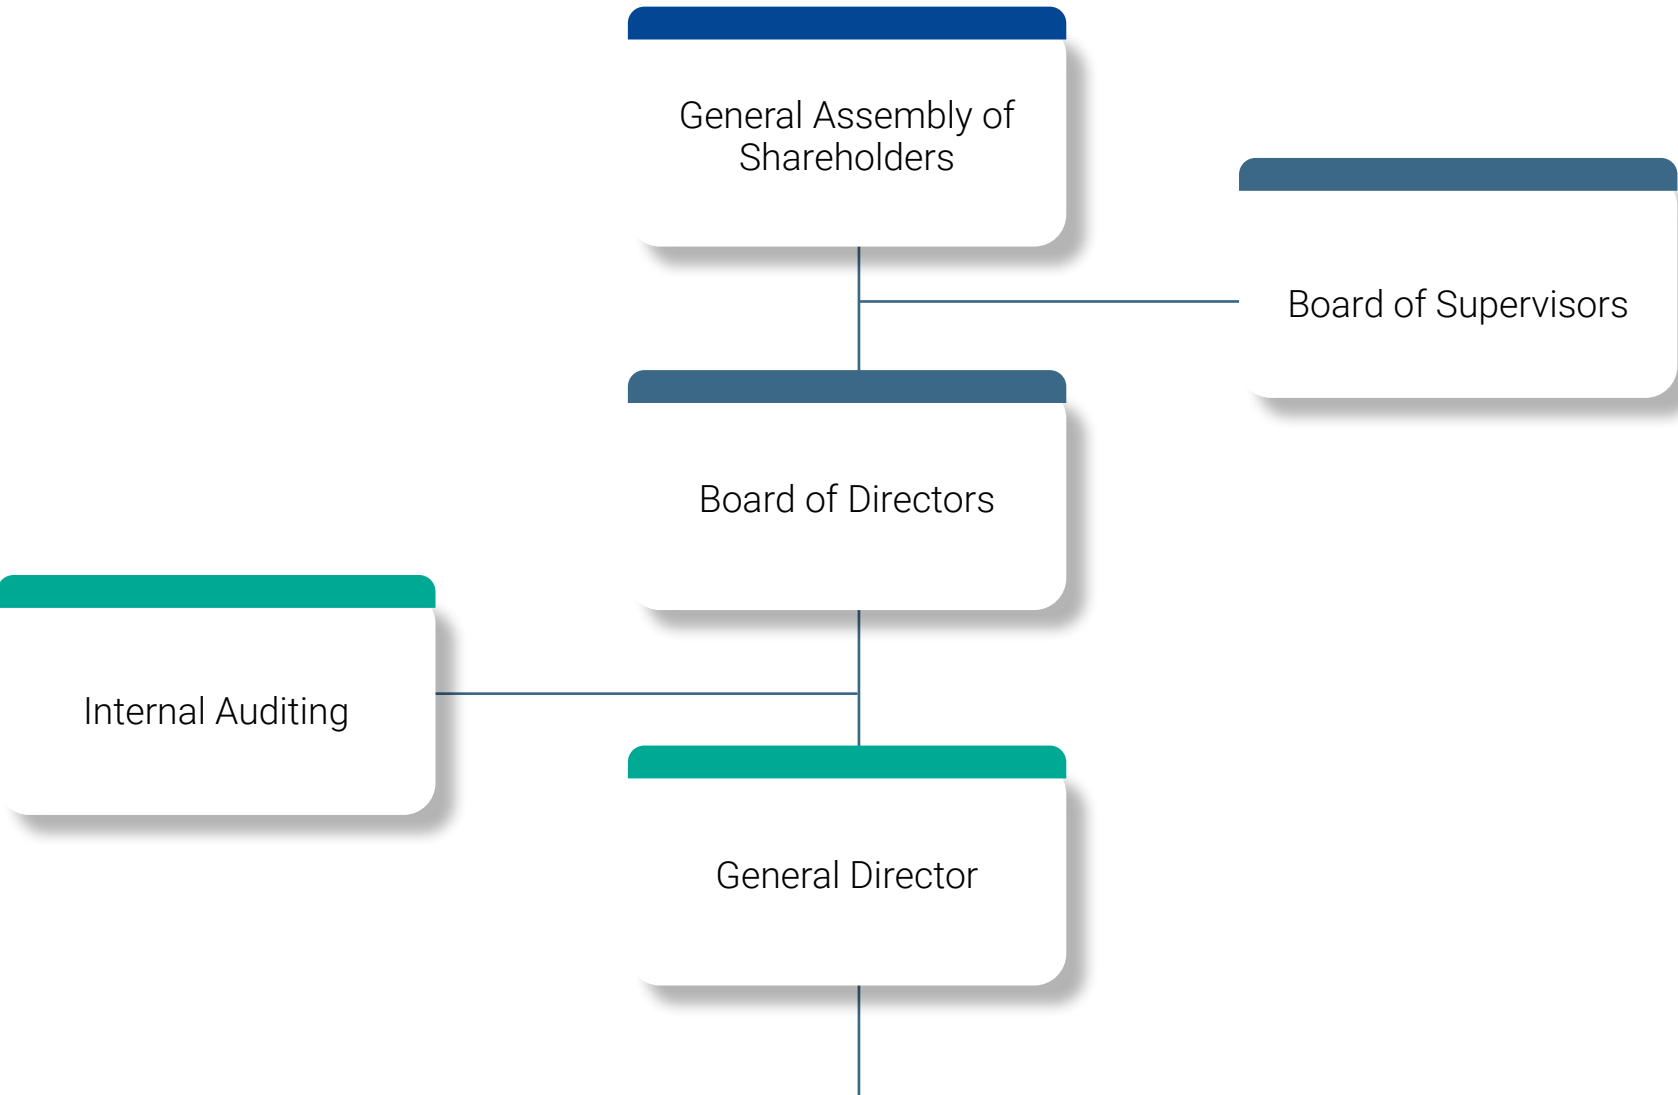 General Assembly of
Shareholders
Board of Supervisors
Board of Directors
Internal Auditing
General Director